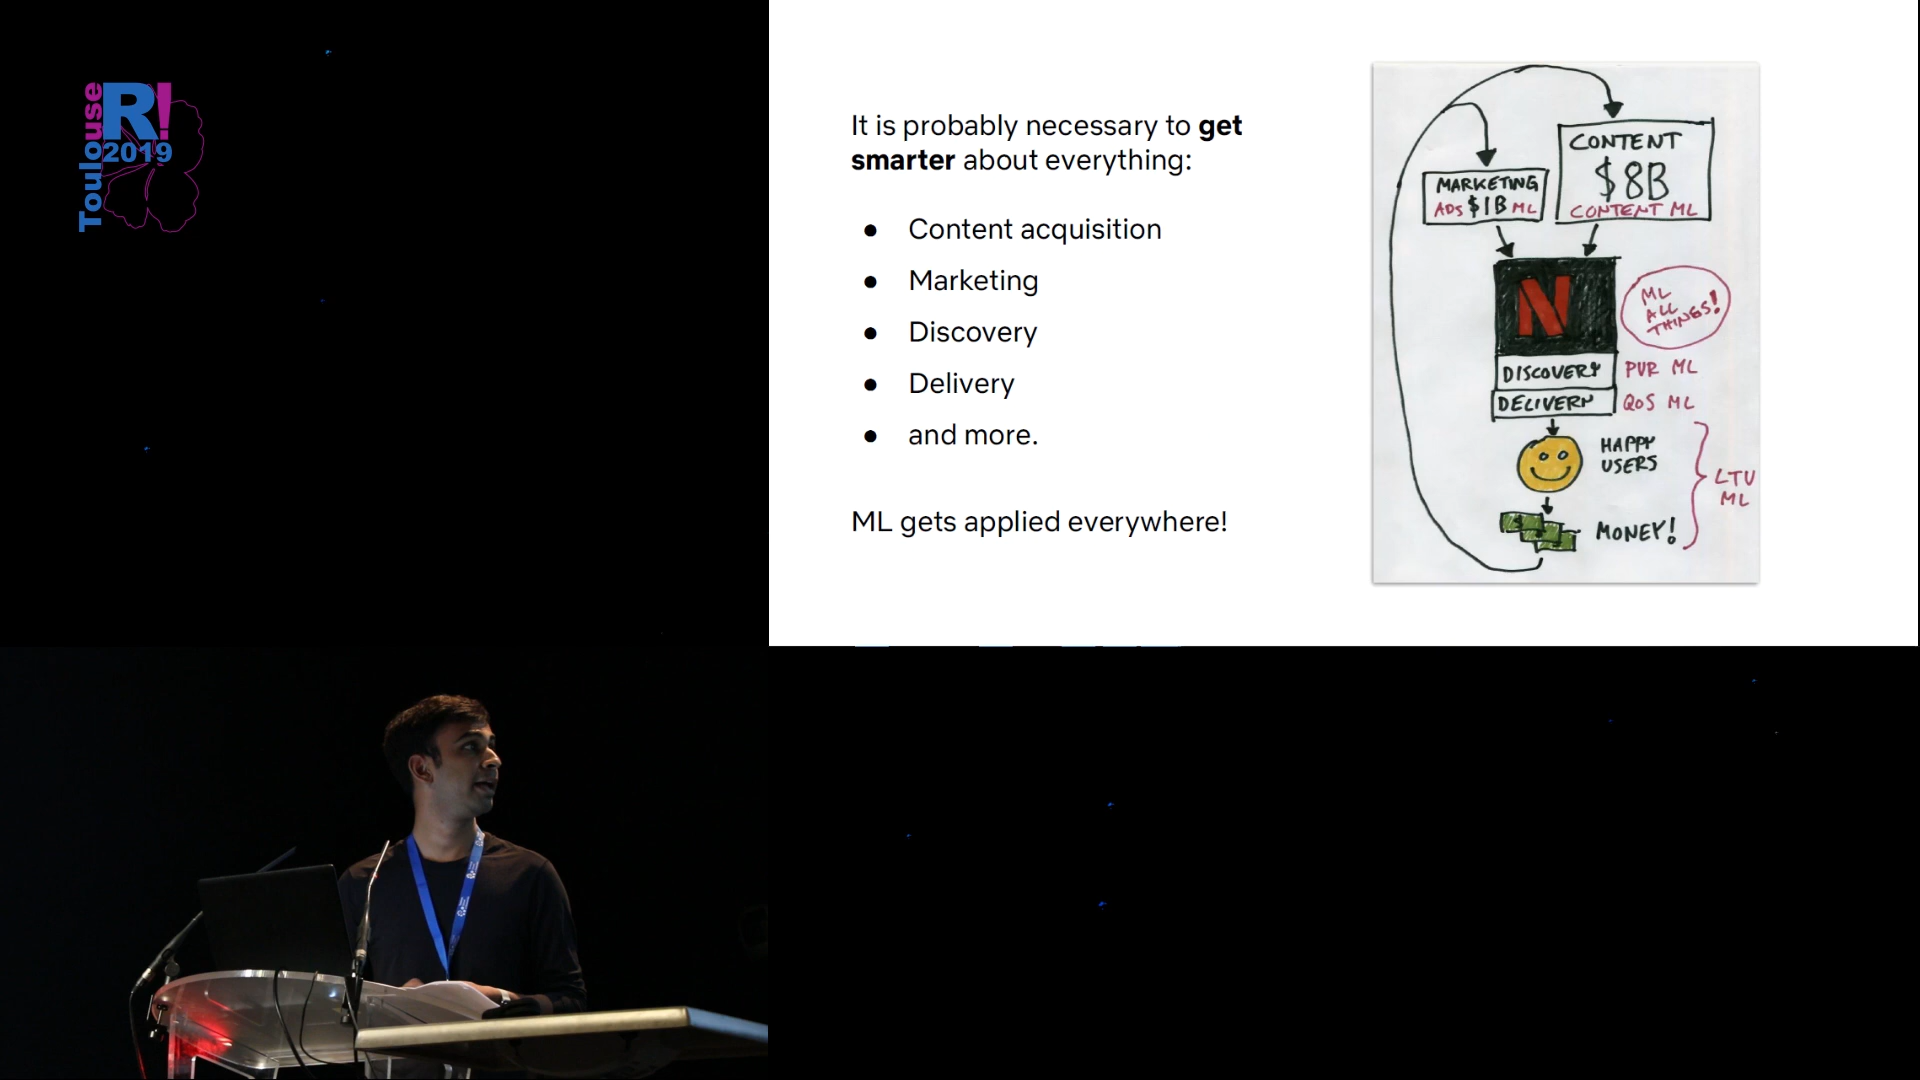 Toulouse
R!
2019
It is probably necessary to get
smarter about everything:
● Content acquisition
● Marketing
● Discovery
● Delivery
● and more.
ML gets applied everywhere!
CONTENT
$8B
CONTENT ML
MARKETING
ADS $1B ML
N
ML
ALL
THINGS!
DISCOVERY PVR ML
DELIVERY QoS ML
HAPPY
USERS
LTV
ML
MONEY!